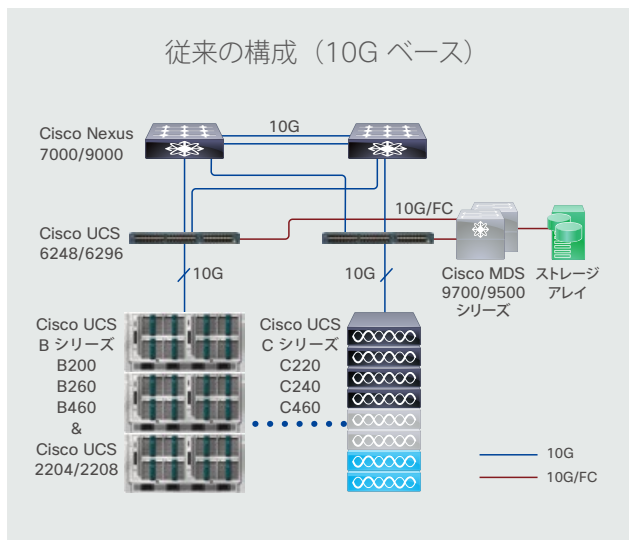 従来の構成（10G ベース）
Cisco Nexus
7000/9000
10G
10G/FC
Cisco UCS
6248/6296
Cisco MDS
9700/9500
シリーズ
ストレージ
アレイ
10G
10G
Cisco UCS
B シリーズ
B200
B260
B460
&
Cisco UCS
2204/2208
Cisco UCS
C シリーズ
C220
C240
C460
10G
10G/FC